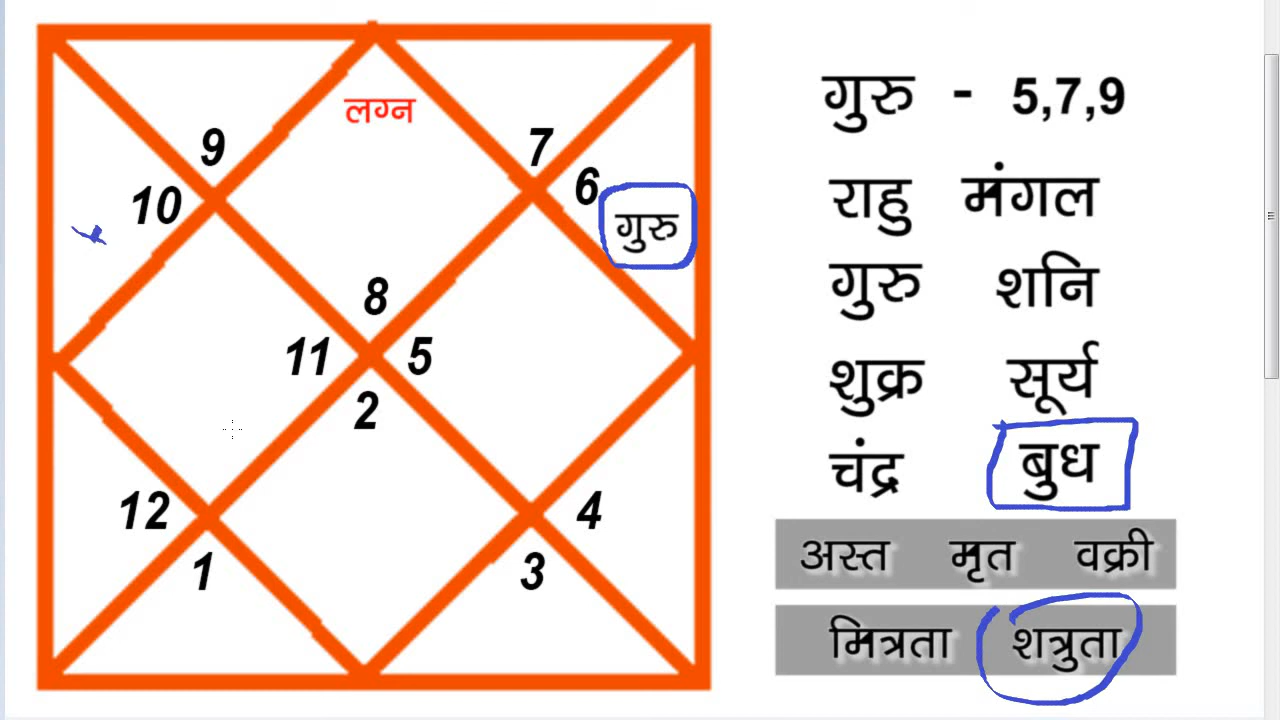 लग्न
9 7
10 6
गुरु
8
11 5
2
12 4
1 3
गुरु - 5,7,9
राहु मंगल
गुरु शनि
शुक्र सूर्य
चंद्र बुध
अस्त मृत वक्री
मित्रता शत्रुता